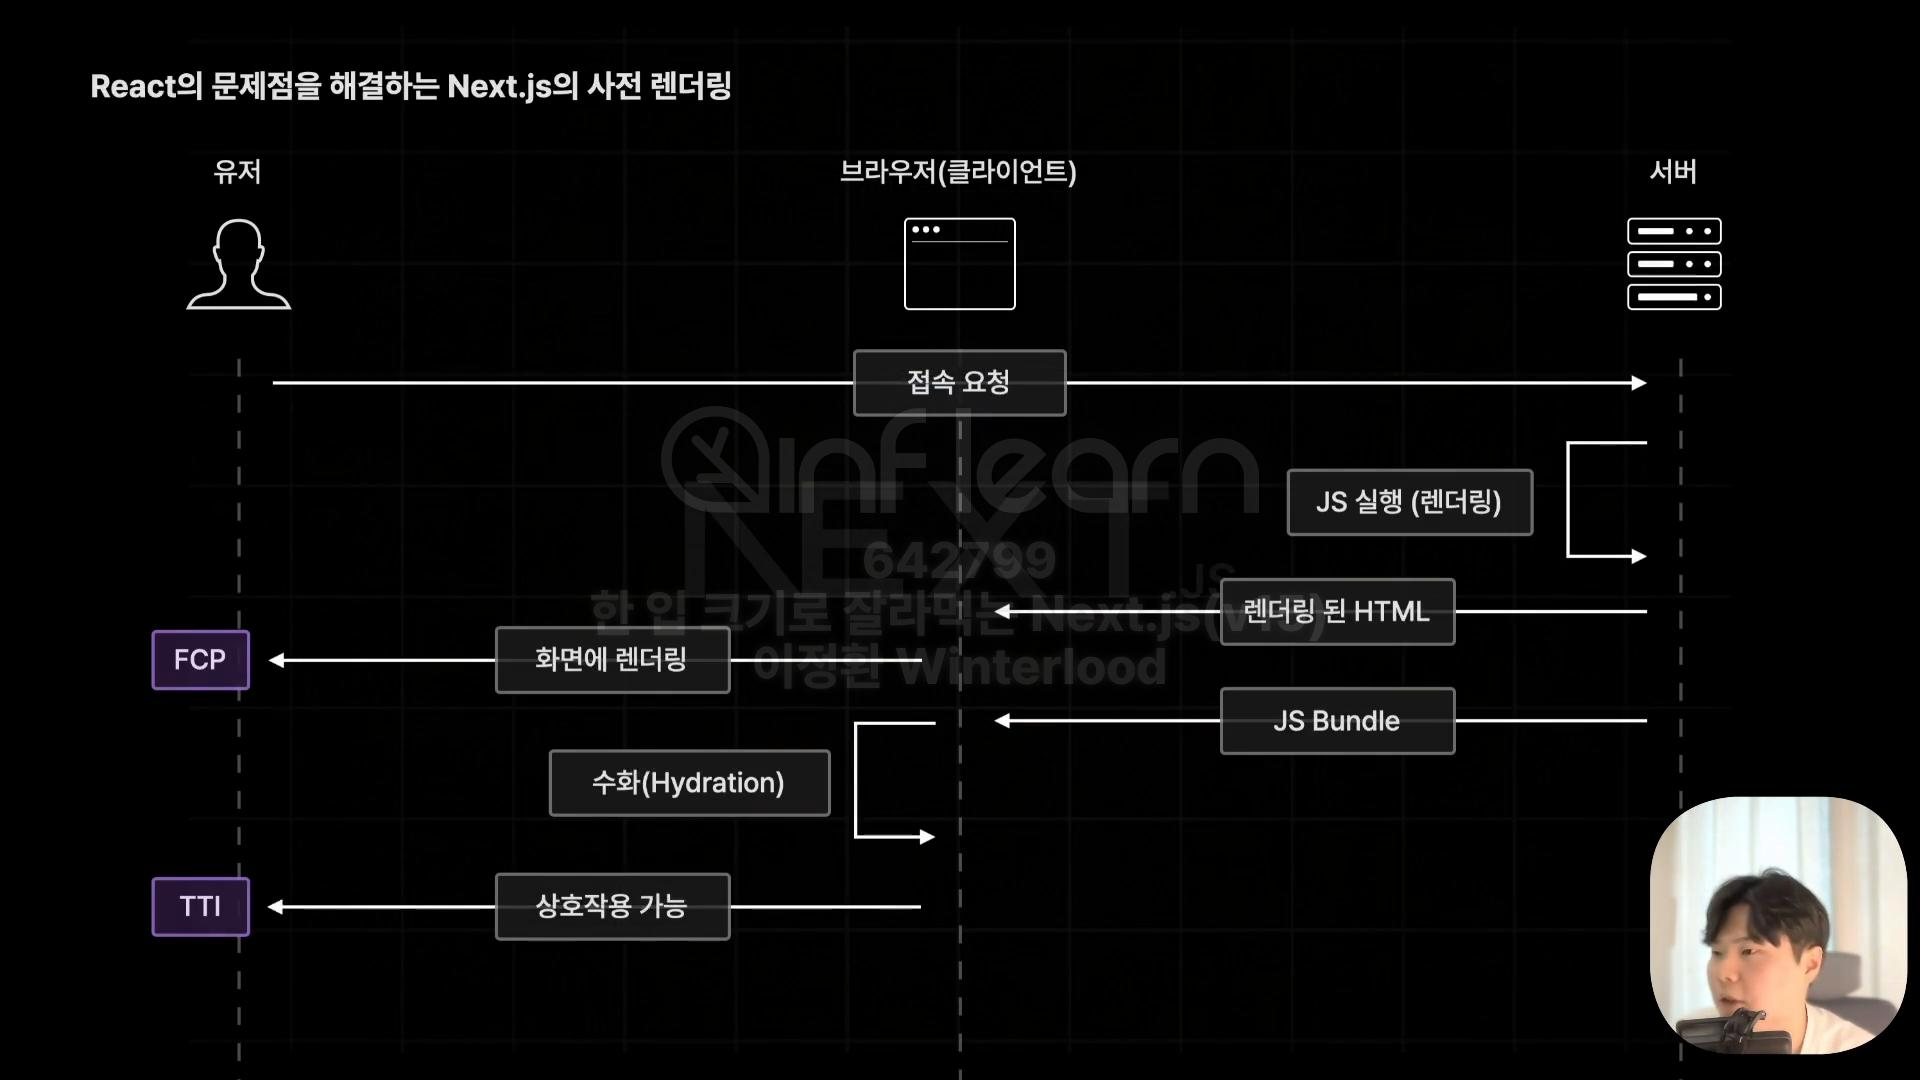 React의 문제점을 해결하는 Next.js의 사전 렌더링
유저
브라우저(클라이언트)
서버
접속 요청
inflearn
JS 실행 (렌더링)
NEXT
.JS
642799
렌더링 된 HTML
한 입 크기로 잘라먹는 Next.js(v15)
FCP
화면에 렌더링
이정환 Winterlood
JS Bundle
수화(Hydration)
TTI
상호작용 가능